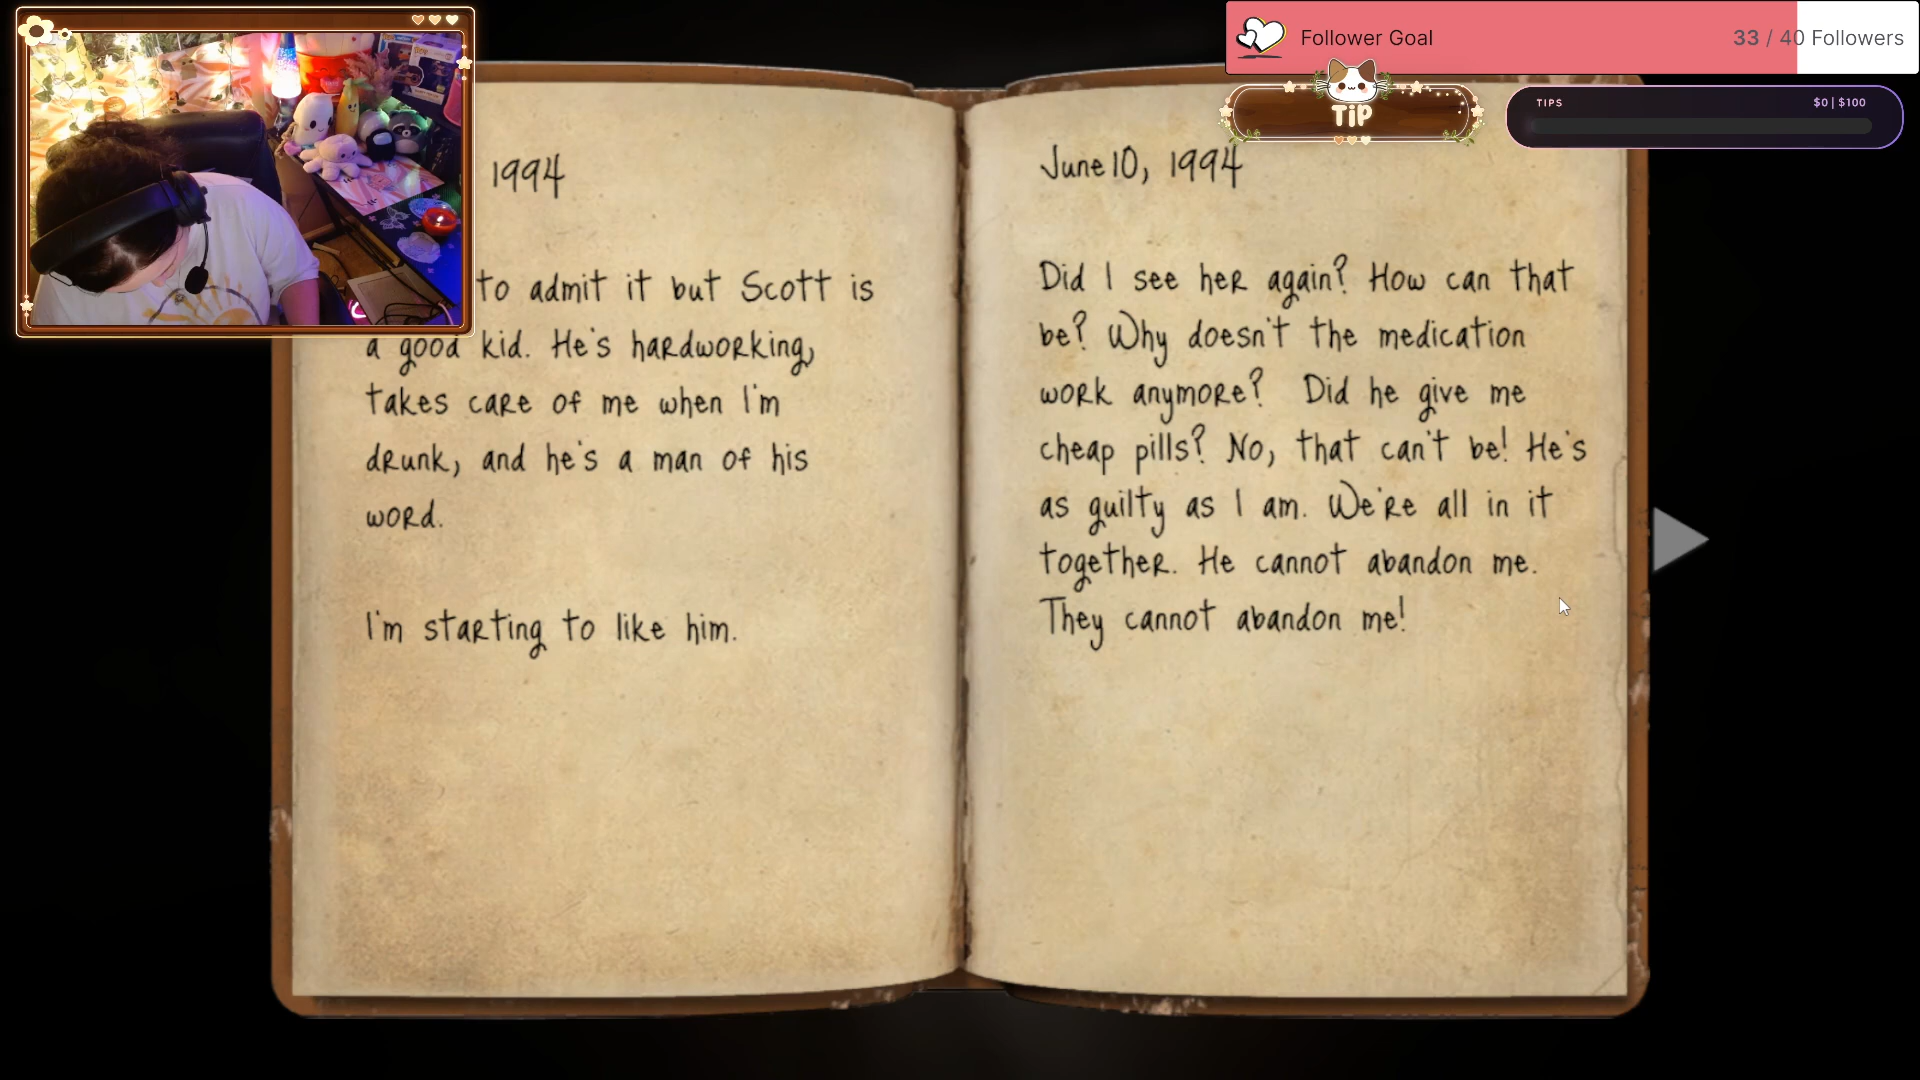 Follower Goal
33 / 40 Followers
TiP
TIPS
$0 | $100
1994
to admit it but Scott is
a good kid. He's hardworking,
takes care of me when I'm
drunk, and he's a man of his
word.
I'm starting to like him.
June 10, 1994
Did I see her again? How can that
be? Why doesn't the medication
work anymore? Did he give me
cheap pills? No, that can't be! He's
as guilty as I am. We're all in it
together. He cannot abandon me.
They cannot abandon me!